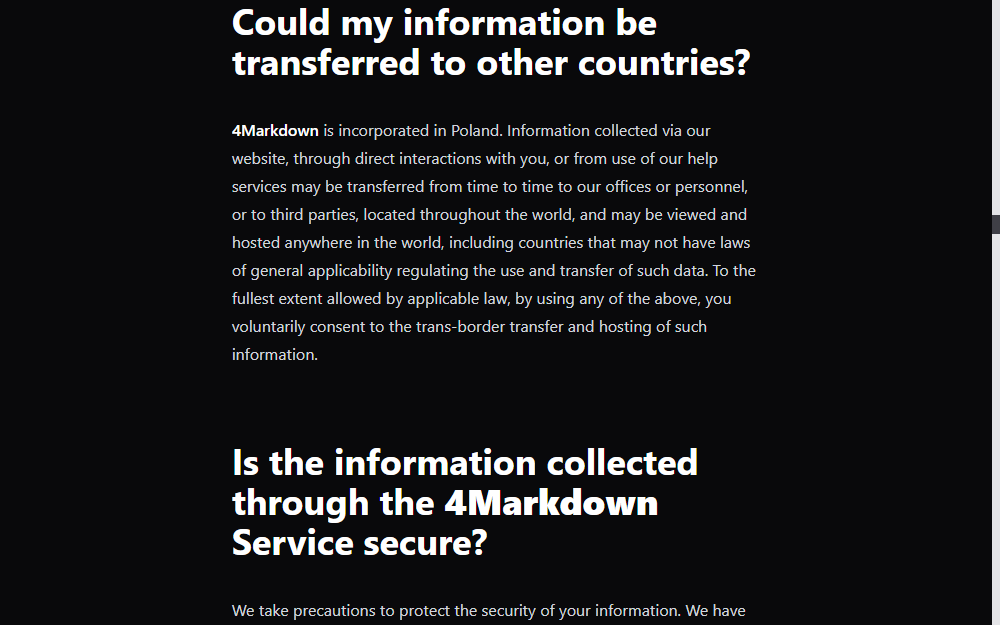 Could my information be
transferred to other countries?
4Markdown is incorporated in Poland. Information collected via our
website, through direct interactions with you, or from use of our help
services may be transferred from time to time to our offices or personnel,
or to third parties, located throughout the world, and may be viewed and
hosted anywhere in the world, including countries that may not have laws
of general applicability regulating the use and transfer of such data. To the
fullest extent allowed by applicable law, by using any of the above, you
voluntarily consent to the trans-border transfer and hosting of such
information.
Is the information collected
through the 4Markdown
Service secure?
We take precautions to protect the security of your information. We have